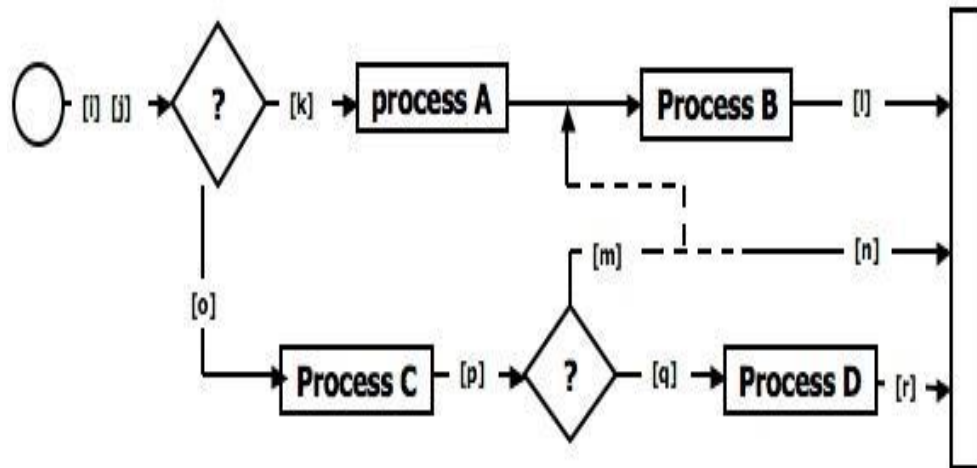 [i] [j]
?
[k]
process A
Process B
[l]
[m]
[n]
[o]
Process C
[p]
?
[q]
Process D
[r]